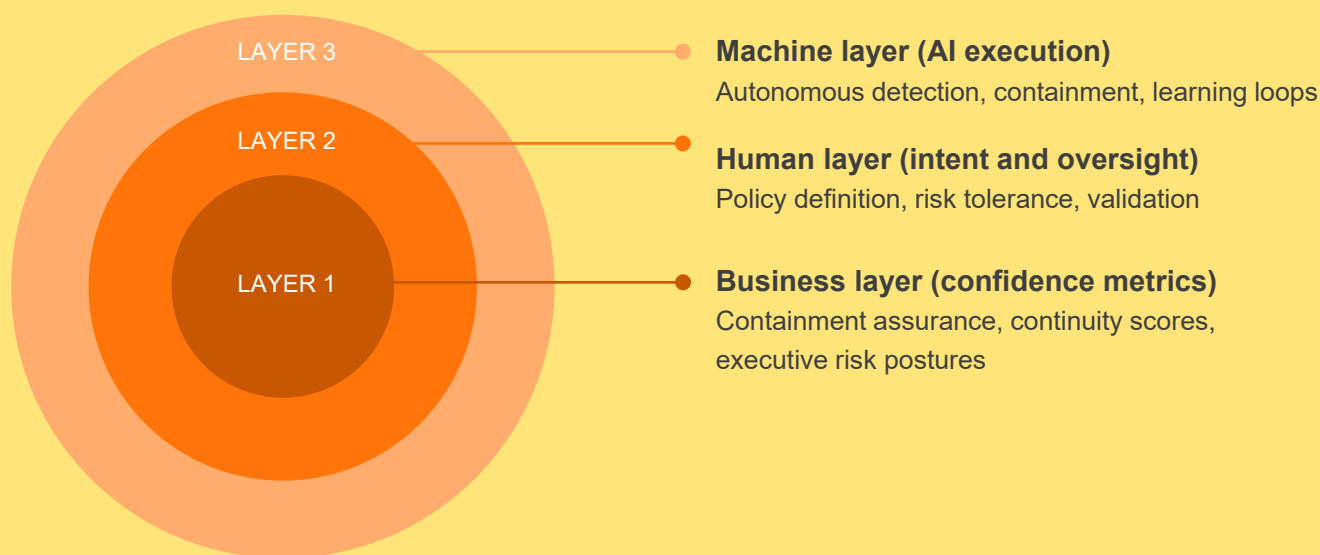 LAYER 3
Machine layer (AI execution)
Autonomous detection, containment, learning loops
LAYER 2
Human layer (intent and oversight)
Policy definition, risk tolerance, validation
LAYER 1
Business layer (confidence metrics)
Containment assurance, continuity scores,
executive risk postures